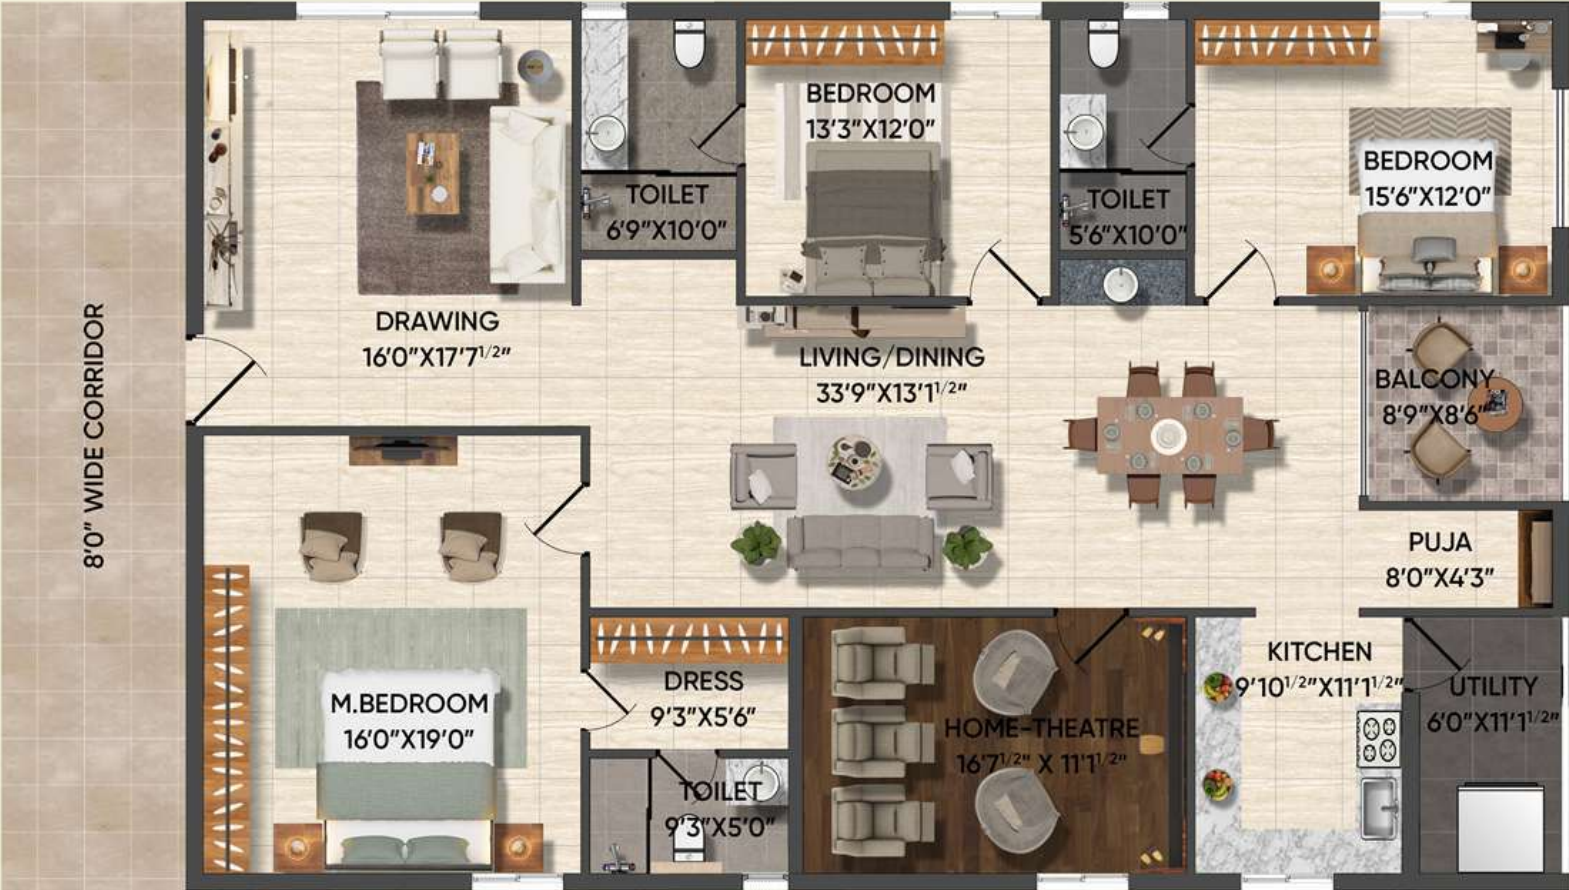 8'0" WIDE CORRIDOR
DRAWING
16'0"X17'7 1/2"
TOILET
6'9"X10'0"
BEDROOM
13'3"X12'0"
TOILET
5'6"X10'0"
BEDROOM
15'6"X12'0"
LIVING/DINING
33'9"X13'1 1/2"
BALCONY
8'9"X8'6"
PUJA
8'0"X4'3"
M.BEDROOM
16'0"X19'0"
DRESS
9'3"X5'6"
TOILET
9'3"X5'0"
HOME-THEATRE
16'7 1/2" X 11'1 1/2"
KITCHEN
9'10 1/2"X11'1 1/2"
UTILITY
6'0"X11'1 1/2"